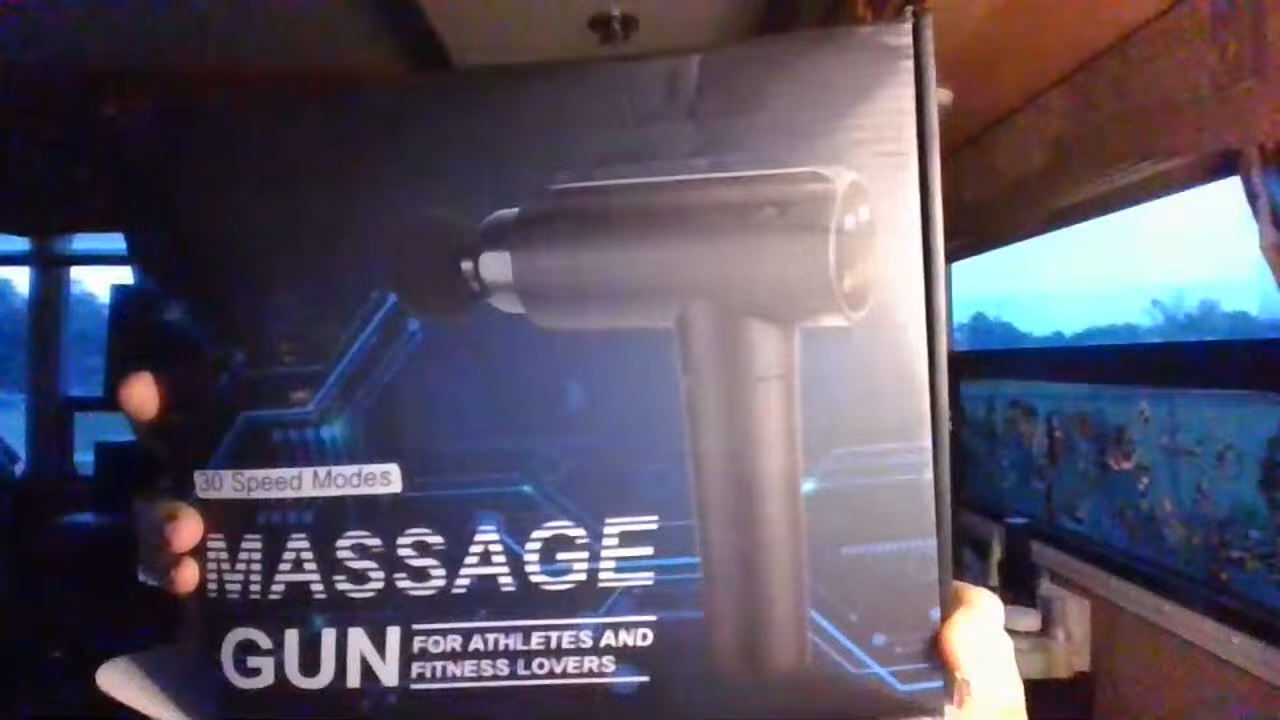 30 Speed Modes
MASSAGE
GUN
FOR ATHLETES AND
FITNESS LOVERS